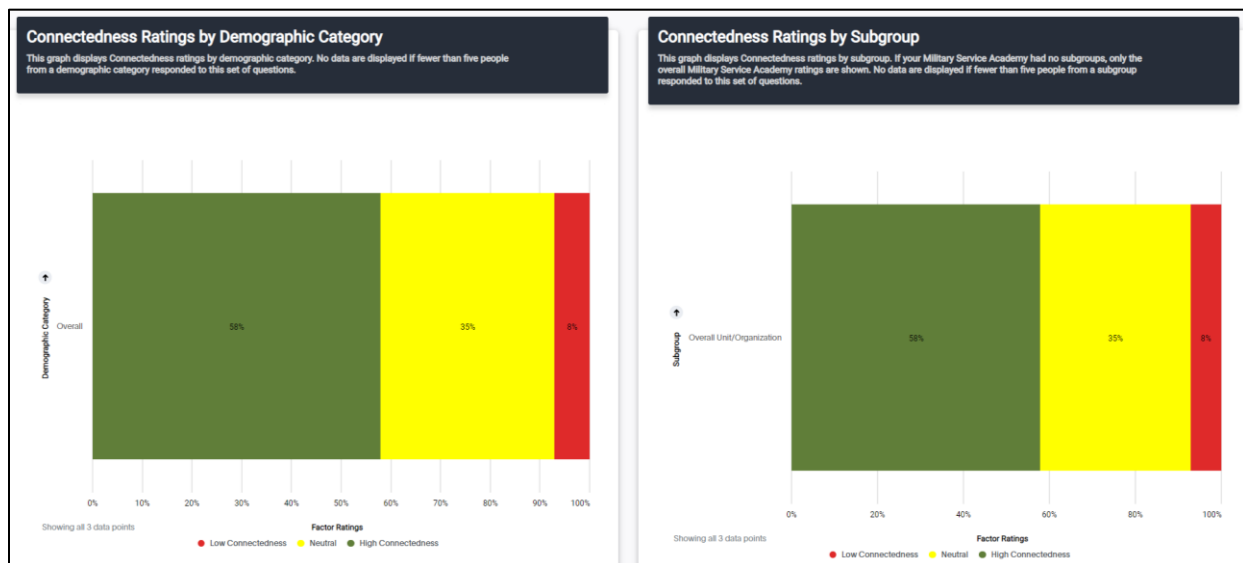 Connectedness Ratings by Demographic Category
This graph displays Connectedness ratings by demographic category. No data are displayed if fewer than five people
from a demographic category responded to this set of questions.
Demographic Category
Overall
58%
35%
8%
0%
10%
20%
30%
40%
50%
60%
70%
80%
90%
100%
Showing all 3 data points
Factor Ratings
Low Connectedness
Neutral
High Connectedness
Connectedness Ratings by Subgroup
This graph displays Connectedness ratings by subgroup. If your Military Service Academy had no subgroups, only the
overall Military Service Academy ratings are shown. No data are displayed if fewer than five people from a subgroup
responded to this set of questions.
Subgroup
Overall Unit/Organization
58%
35%
8%
0%
20%
40%
60%
80%
100%
Showing all 3 data points
Factor Ratings
Low Connectedness
Neutral
High Connectedness